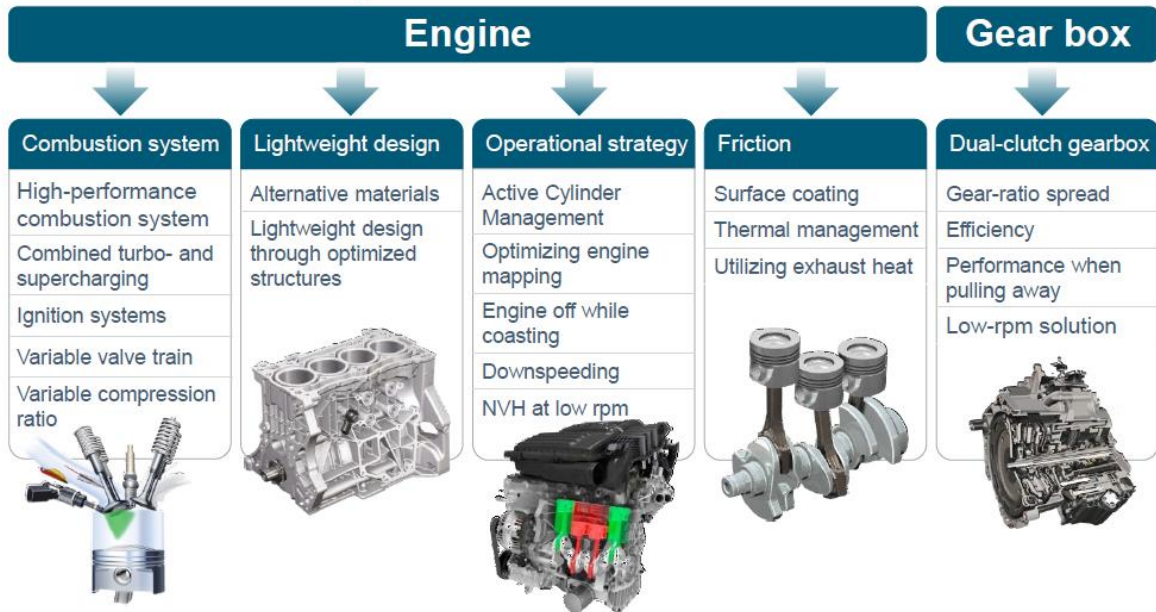 Engine
Gear box
Combustion system
High-performance
combustion system
Combined turbo- and
supercharging
Ignition systems
Variable valve train
Variable compression
ratio
Lightweight design
Alternative materials
Lightweight design
through optimized
structures
Operational strategy
Active Cylinder
Management
Optimizing engine
mapping
Engine off while
coasting
Downspeeding
NVH at low rpm
Friction
Surface coating
Thermal management
Utilizing exhaust heat
Dual-clutch gearbox
Gear-ratio spread
Efficiency
Performance when
pulling away
Low-rpm solution